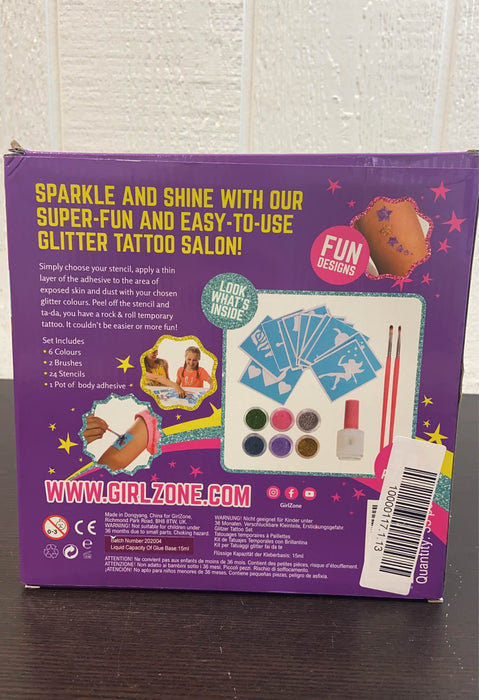 SPARKLE AND SHINE WITH OUR
SUPER-FUN AND EASY-TO-USE
GLITTER TATTOO SALON!
FUN
DESIGNS
Simply choose your stencil, apply a thin
layer of the adhesive to the area of
exposed skin and dust with your chosen
glitter colours. Peel off the stencil and
ta-da, you have a rock & roll temporary
tattoo. It couldn't be easier or more fun!
LOOK
WHAT'S
INSIDE
Set Includes
• 6 Colours
• 2 Brushes
• 24 Stencils
• 1 Pot of body adhesive
WWW.GIRLZONE.COM
GirlZone
0-3
CE
Made in Dongyang, China for GirlZone,
Richmond Park Road, BH8 8TW, UK.
WARNING! Not suitable for children under
36 months due to small parts. Choking hazard.
Batch Number:202004
Liquid Capacity Of Glue Base:15ml
WARNUNG! Nicht geeignet für Kinder unter
36 Monaten. Verschluckbare Kleinteile, Erstickungsgefahr.
Glitter Tattoo Set
Tatouages temporaires à Paillettes
Kit de Tatuajes Temporales con Brillantina
Kit per Tatuaggi glitter fai da te
Flüssige Kapazität der Kleberbasis: 15ml
ATTENTION! Ne convient pas aux enfants de moins de 36 mois. Contient des petites pièces, risque d'étouffement.
ATTENZIONE! Non adatto ai bambini sotto i 36 mesi. Piccoli pezzi. Rischio di soffocamento.
¡ATENCIÓN! No apto para niños menores de 36 meses. Contiene pequeñas piezas, peligro de asfixia.
Quantity: